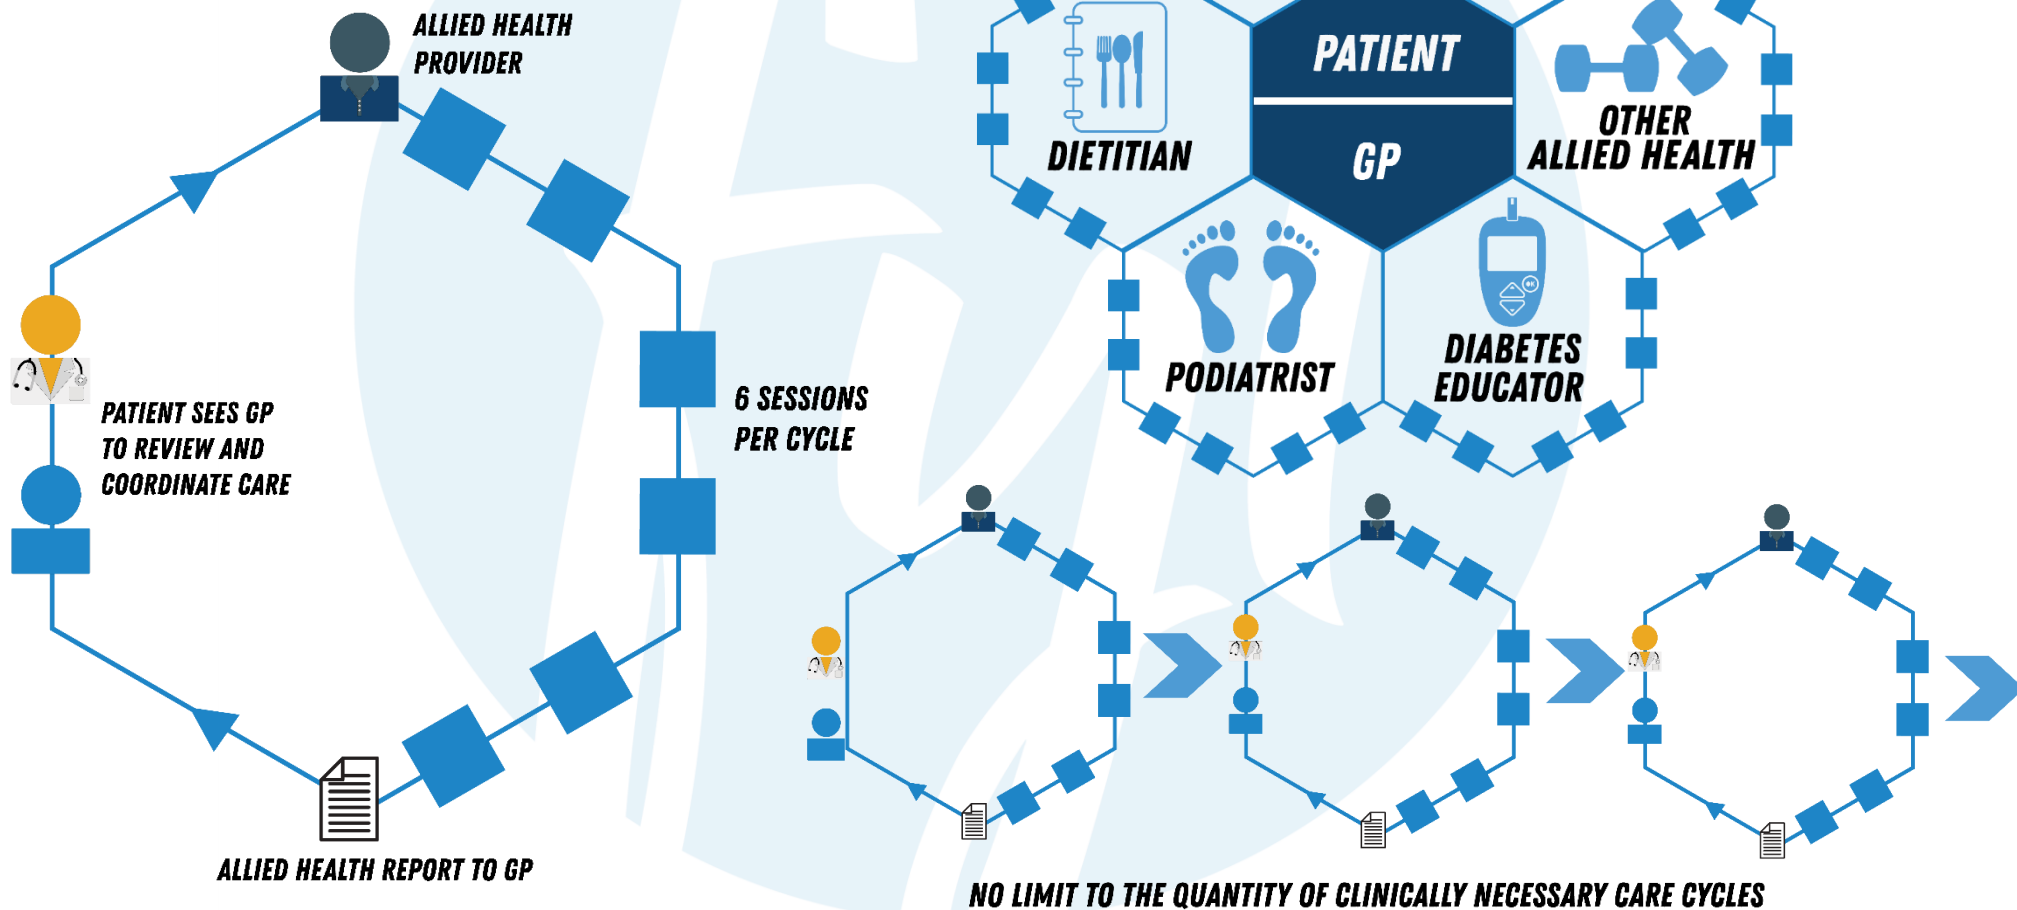 ALLIED HEALTH
PROVIDER
PATIENT SEES GP
TO REVIEW AND
COORDINATE CARE
6 SESSIONS
PER CYCLE
ALLIED HEALTH REPORT TO GP
PATIENT
GP
DIETITIAN
OTHER
ALLIED HEALTH
PODIATRIST
OK
DIABETES
EDUCATOR
NO LIMIT TO THE QUANTITY OF CLINICALLY NECESSARY CARE CYCLES